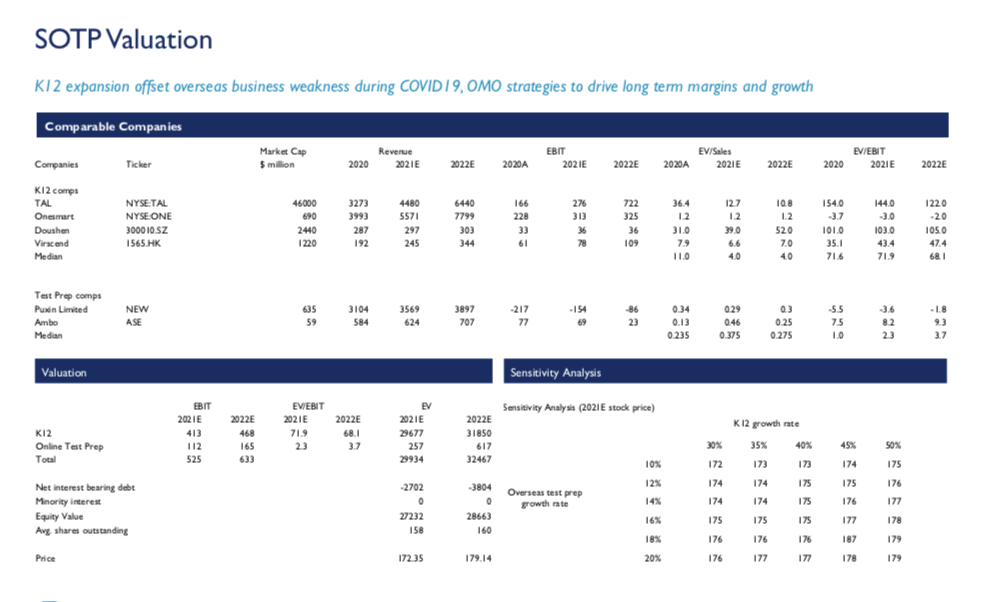 SOTP Valuation
K12 expansion offset overseas business weakness during COVID19, OMO strategies to drive long term margins and growth
Comparable Companies
Market Cap Revenue EBIT EV/Sales EV/EBIT
Companies Ticker $ million 2020 2021E 2022E 2020A 2021E 2022E 2020A 2021E 2022E 2020 2021E 2022E
K12 comps
TAL NYSE:TAL 46000 3273 4480 6440 166 276 722 36.4 12.7 10.8 154.0 144.0 122.0
Onesmart NYSE:ONE 690 3993 5571 7799 228 313 325 1.2 1.2 1.2 -3.7 -3.0 -2.0
Doushen 300010.SZ 2440 287 297 303 33 36 36 31.0 39.0 52.0 101.0 103.0 105.0
Virscend 1565.HK 1220 192 245 344 61 78 109 7.9 6.6 7.0 35.1 43.4 47.4
Median 11.0 4.0 4.0 71.6 71.9 68.1
Test Prep comps
Puxin Limited NEW 635 3104 3569 3897 -217 -154 -86 0.34 0.29 0.3 -5.5 -3.6 -1.8
Ambo ASE 59 584 624 707 77 69 23 0.13 0.46 0.25 7.5 8.2 9.3
Median 0.235 0.375 0.275 1.0 2.3 3.7
Valuation
EBIT EV/EBIT EV
2021E 2022E 2021E 2022E 2021E 2022E
K12 413 468 71.9 68.1 29677 31850
Online Test Prep 112 165 2.3 3.7 257 617
Total 525 633 29934 32467
Net interest bearing debt -2702 -3804
Minority interest 0 0
Equity Value 27232 28663
Avg. shares outstanding 158 160
Price 172.35 179.14
Sensitivity Analysis
Sensitivity Analysis (2021E stock price)
K12 growth rate
30% 35% 40% 45% 50%
10% 172 173 173 174 175
12% 174 174 175 175 176
Overseas test prep
growth rate
14% 174 174 175 176 177
16% 175 175 175 177 178
18% 176 176 176 187 179
20% 176 177 177 178 179